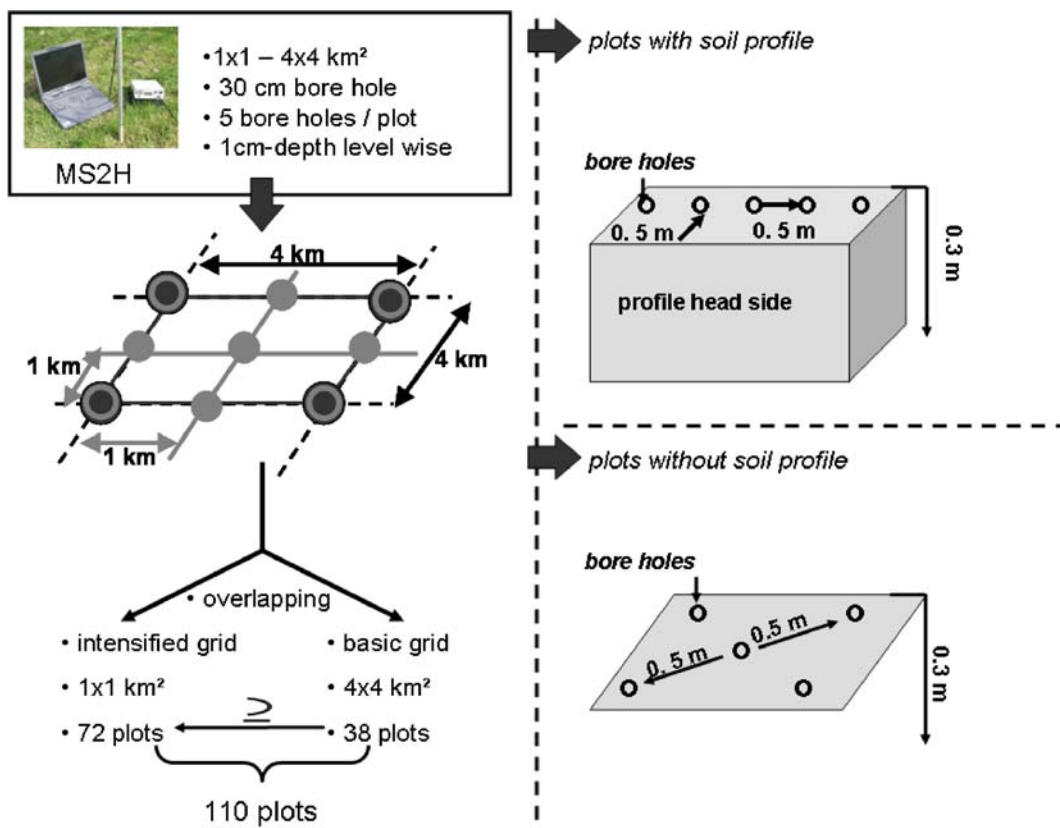 • 1x1 – 4x4 km²
• 30 cm bore hole
• 5 bore holes / plot
• 1cm-depth level wise
MS2H
4 km
4 km
1 km
1 km
• overlapping
• intensified grid
• basic grid
• 1x1 km²
• 4x4 km²
• 72 plots
⊇
• 38 plots
110 plots
plots with soil profile
bore holes
0. 5 m
0. 5 m
0.3 m
profile head side
plots without soil profile
bore holes
0.5 m
0. 5 m
0.3 m